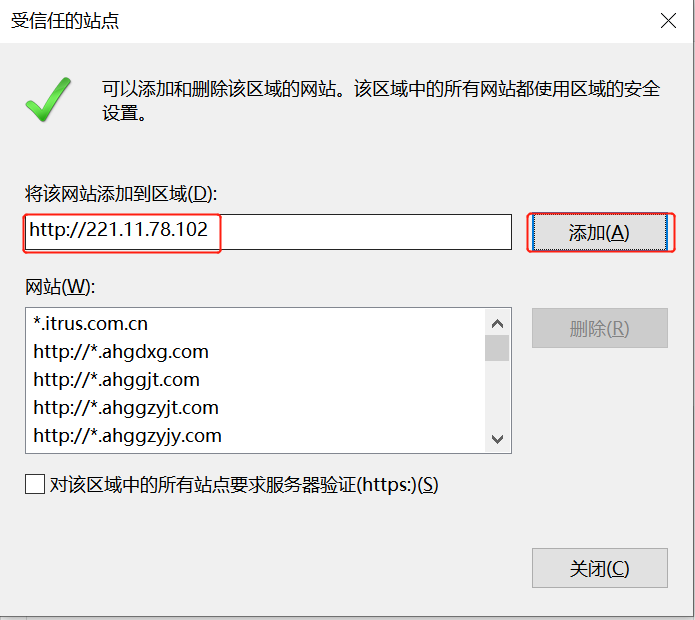 受信任的站点
可以添加和删除该区域的网站。该区域中的所有网站都使用区域的安全
设置。
将该网站添加到区域(D):
http://221.11.78.102
添加(A)
网站(W):
*.itrus.com.cn
http://*.ahgdxg.com
http://*.ahggjt.com
http://*.ahggzyjt.com
http://*.ahggzyjy.com
删除(R)
对该区域中的所有站点要求服务器验证(https:)(S)
关闭(C)